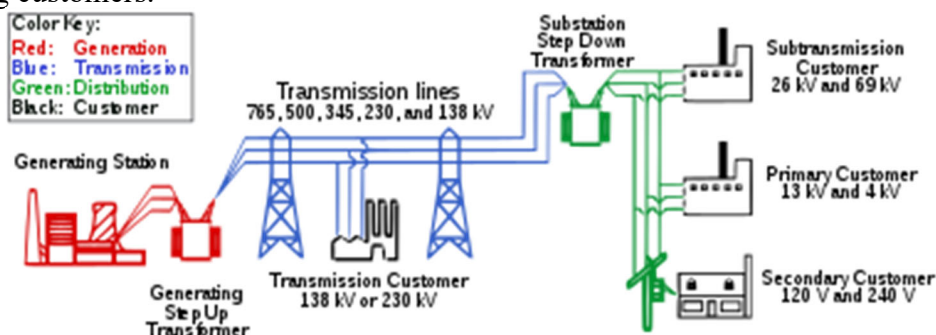 g customers.
Color Key:
Red: Generation
Blue: Transmission
Green: Distribution
Black: Customer
Generating Station
Generating
Step Up
Transformer
Transmission lines
765, 500, 345, 230, and 138 kV
Transmission Customer
138 kV or 230 kV
Substation
Step Down
Transformer
Subtransmission
Customer
26 kV and 69 kV
Primary Customer
13 kV and 4 kV
Secondary Customer
120 V and 240 V